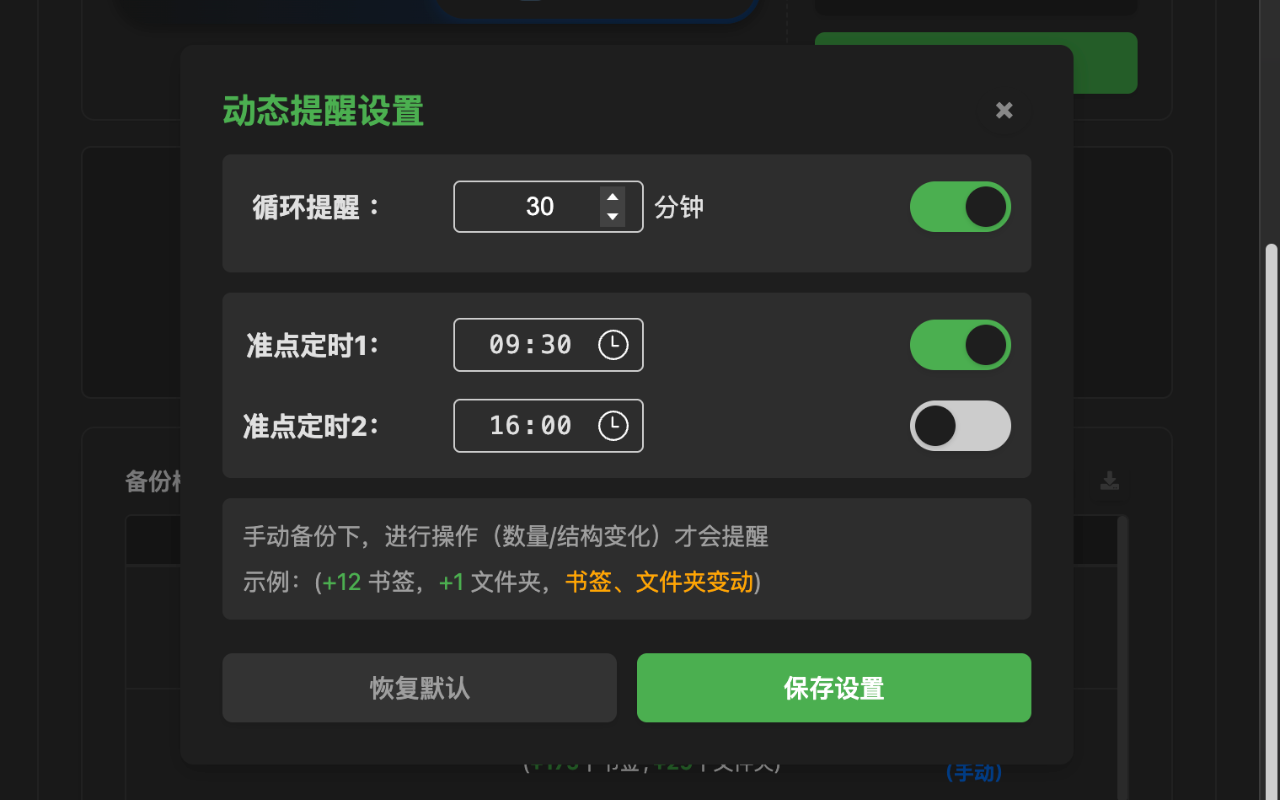 动态提醒设置 ×
循环提醒： 30 分钟
准点定时1： 09:30
准点定时2： 16:00
备份
手动备份下，进行操作（数量/结构变化）才会提醒
示例：(+12 书签，+1 文件夹，书签、文件夹变动)
恢复默认 保存设置
(手动)